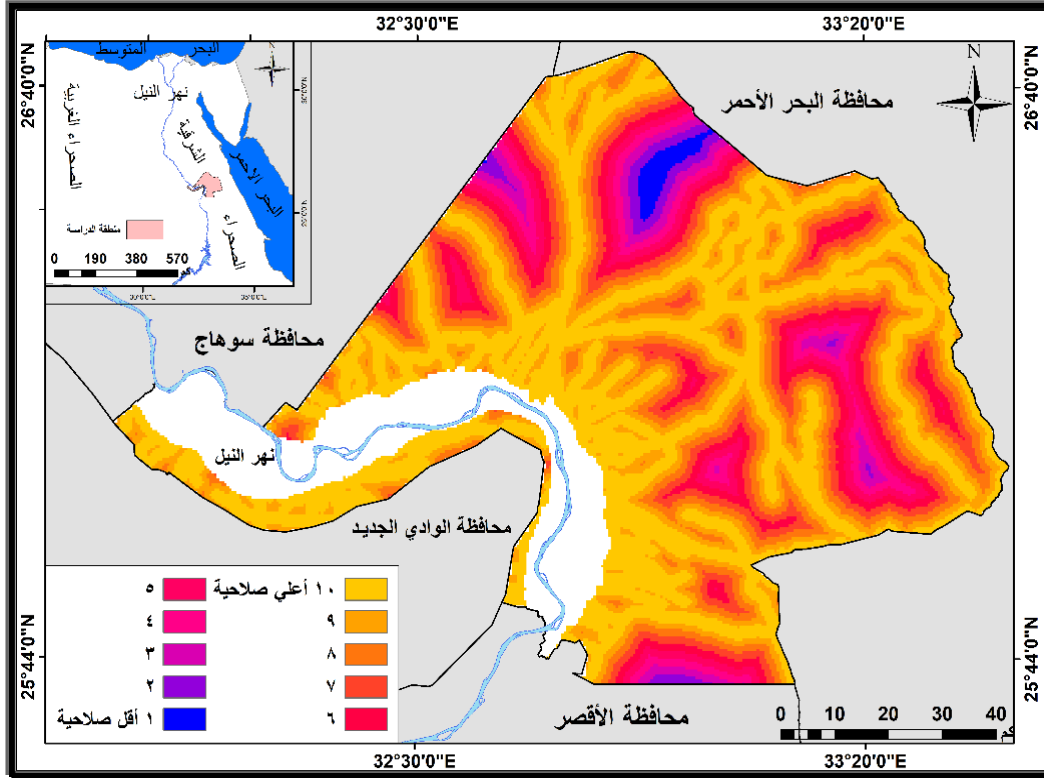 32°30'0"E
33°20'0"E
26°40'0"N
26°40'0"N
البحر
المتوسط
نهر النيل
الصحراء الغربية
الشرقية
الصحراء
البحر الاحمر
منطقة الدراسة
0 190 380 570
كم
N
محافظة البحر الأحمر
محافظة سوهاج
نهر النيل
محافظة الوادي الجديد
محافظة الأقصر
١٠ أعلي صلاحية
٩
٨
٧
٦
٥
٤
٣
٢
١ أقل صلاحية
0 10 20 30 40
كم
25°44'0"N
25°44'0"N
32°30'0"E
33°20'0"E